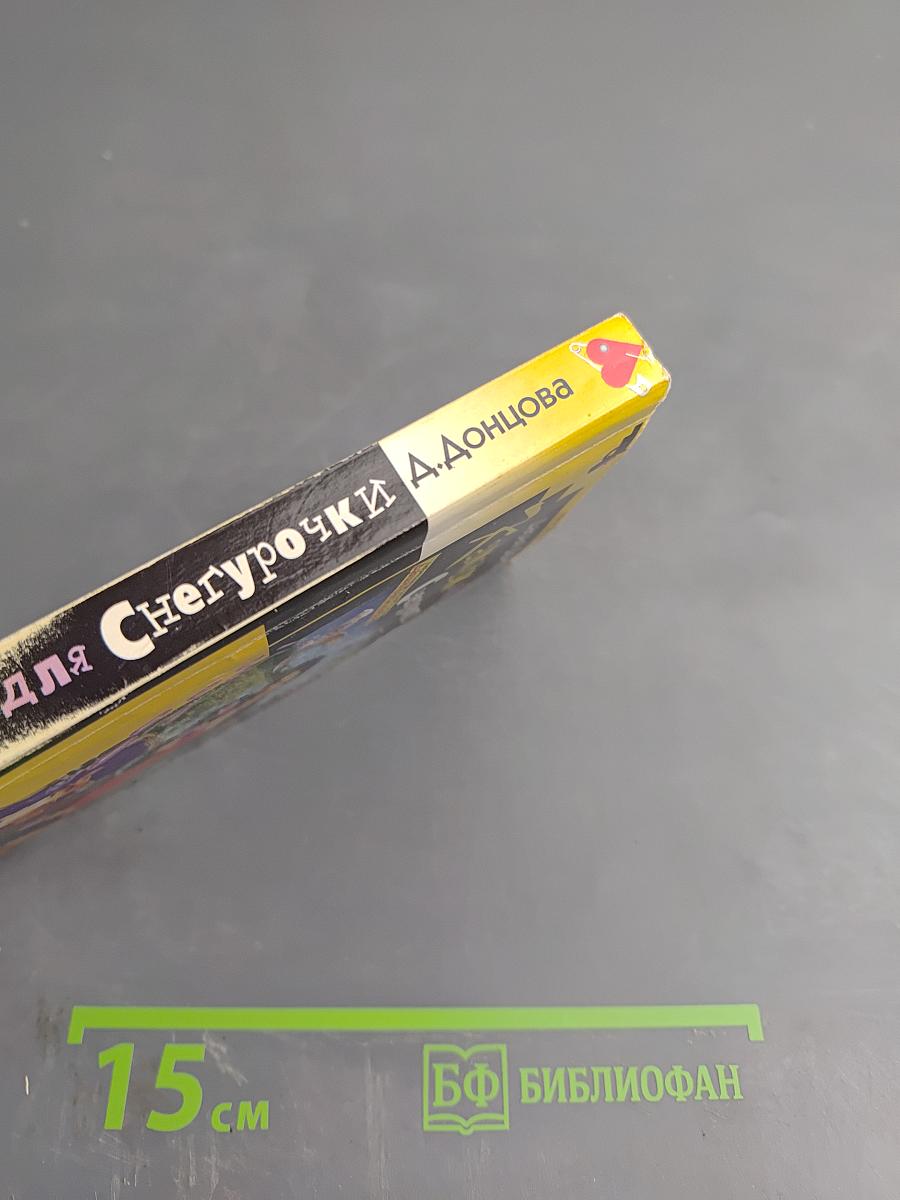 для Снегурочки Д.Донцова
15 см
БФ БИБЛИОФАН